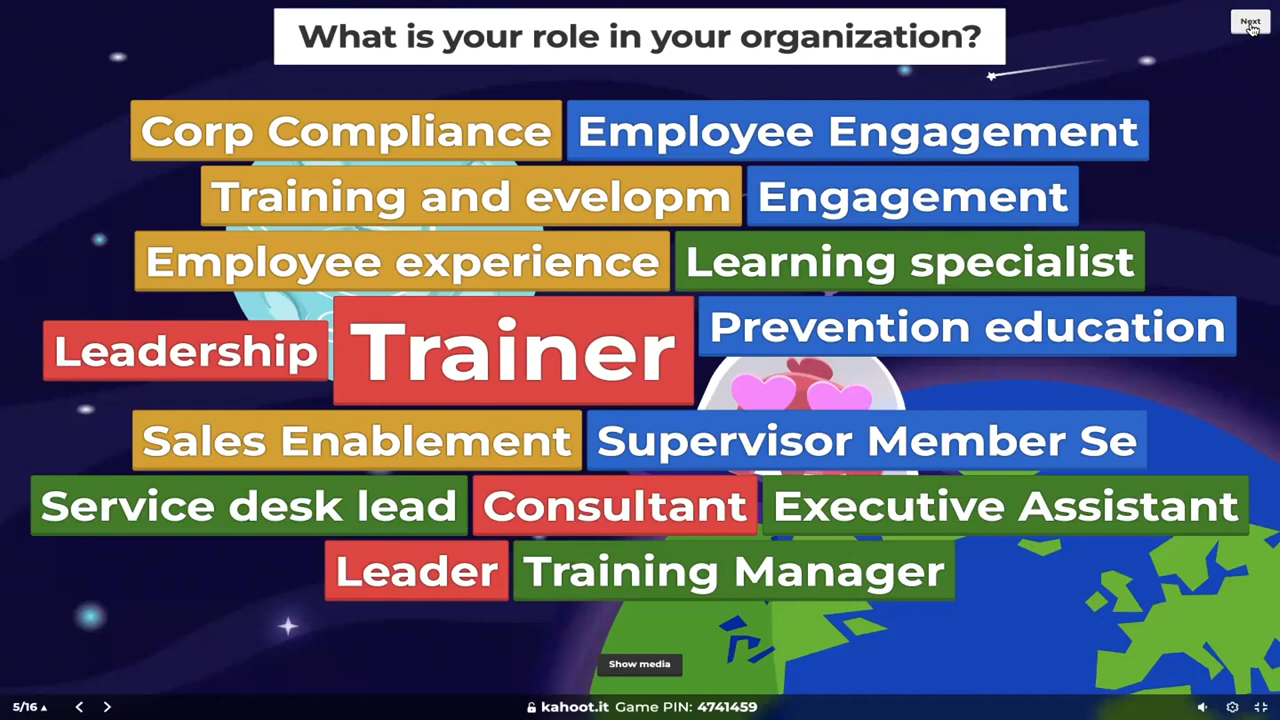 What is your role in your organization?
Next
Corp Compliance Employee Engagement
Training and evelopm Engagement
Employee experience Learning specialist
Leadership Trainer Prevention education
Sales Enablement Supervisor Member Se
Service desk lead Consultant Executive Assistant
Leader Training Manager
Show media
5/16 kahoot.it Game PIN: 4741459